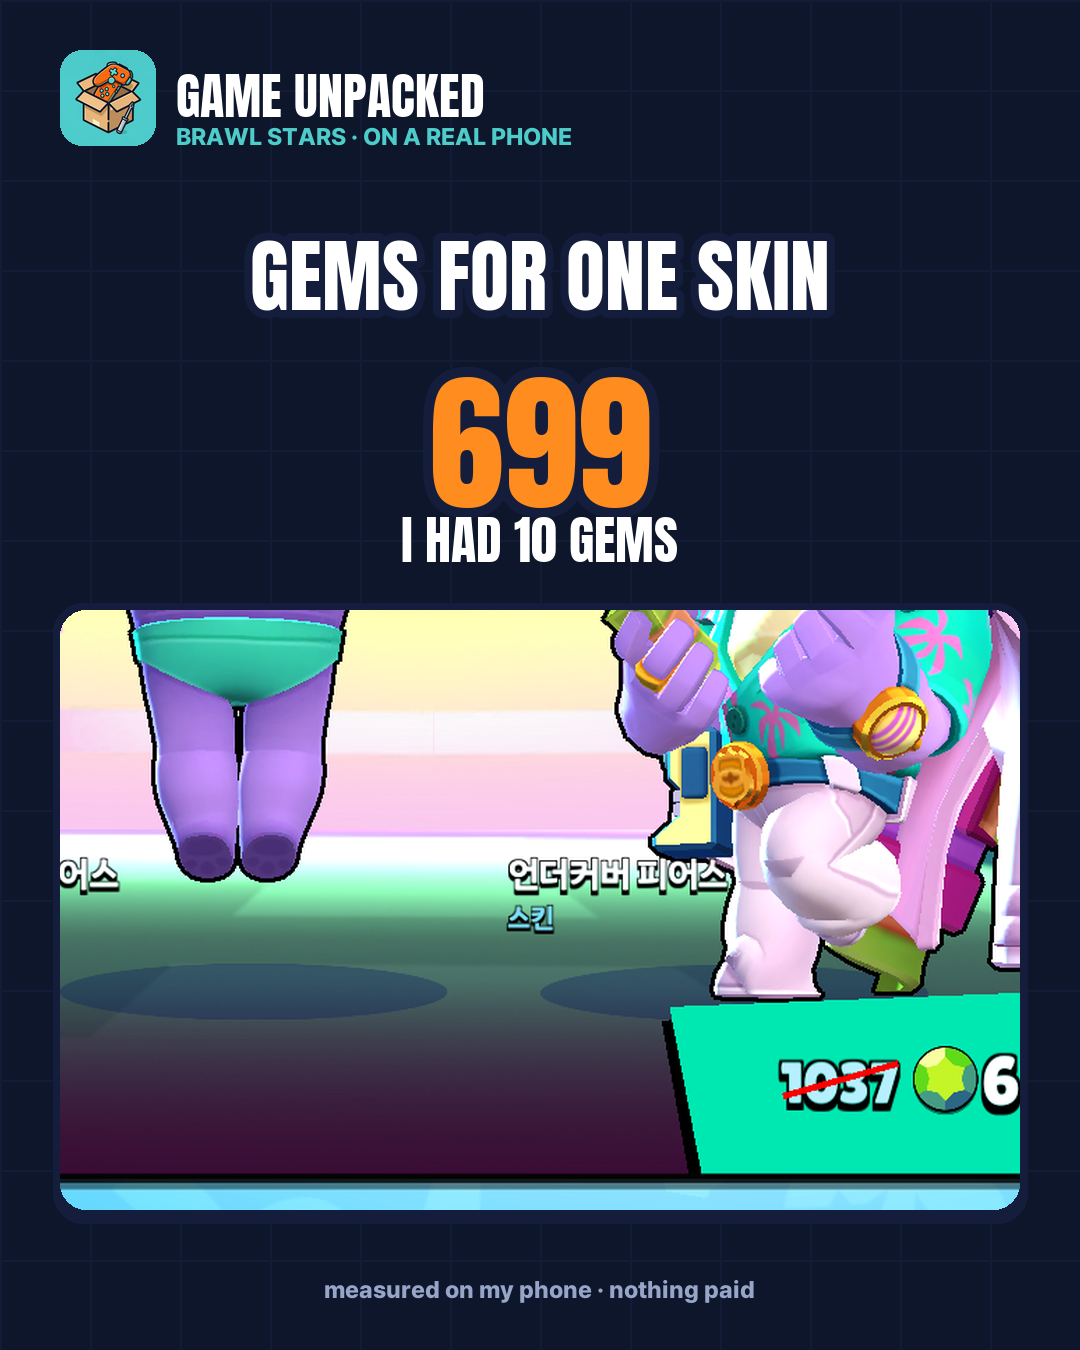 GAME UNPACKED
BRAWL STARS · ON A REAL PHONE
GEMS FOR ONE SKIN
699
I HAD 10 GEMS
어스
언더커버 피어스
스킨
1037 6
measured on my phone · nothing paid